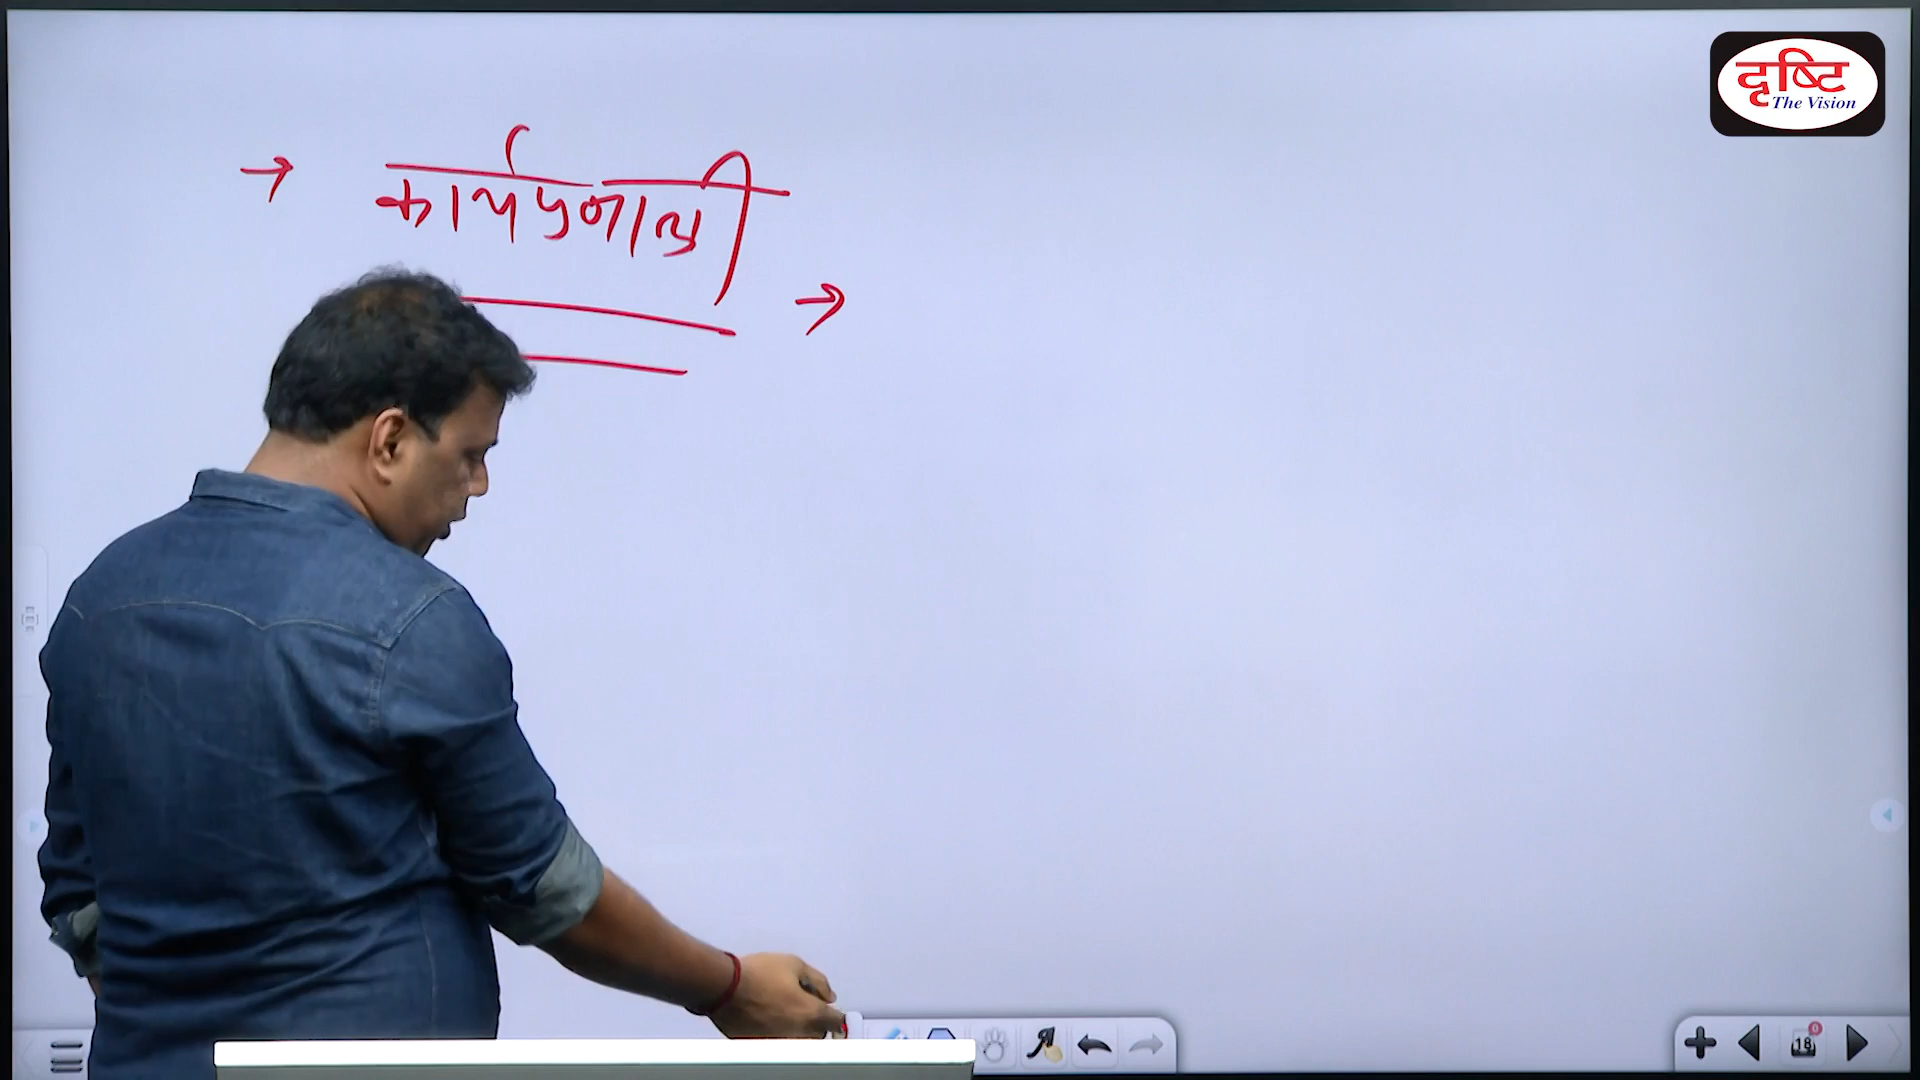 दृष्टि
The Vision
→ कार्यप्रणाली →
18